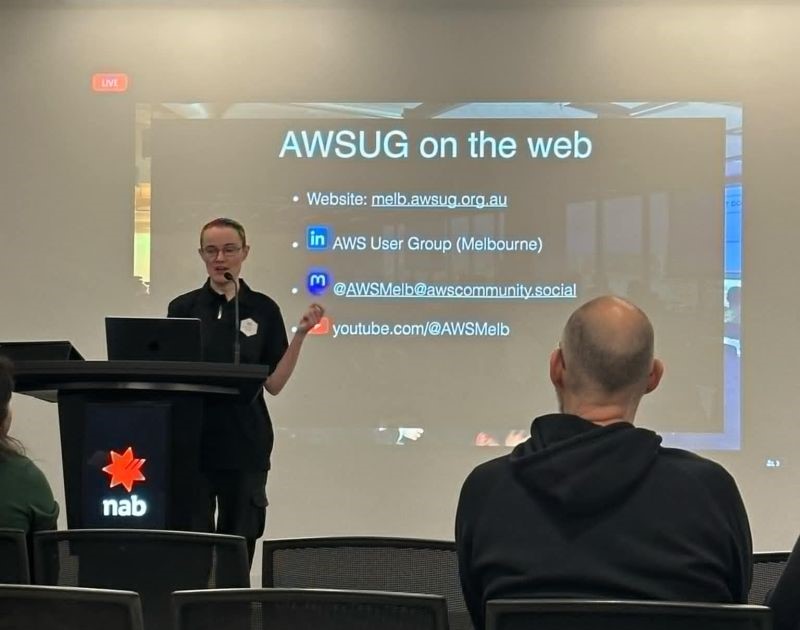 LIVE
AWSUG on the web
• Website: melb.awsug.org.au
• in AWS User Group (Melbourne)
• m @AWSMelb@awscommunity.social
• youtube.com/@AWSMelb
nab